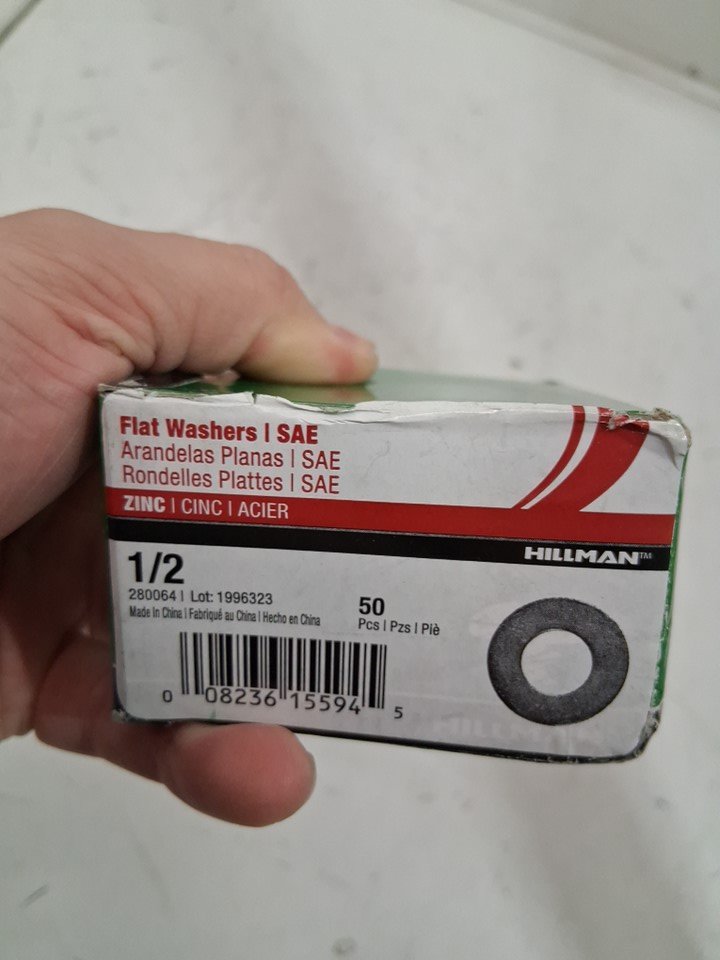 Flat Washers | SAE
Arandelas Planas | SAE
Rondelles Plattes | SAE
ZINC | CINC | ACIER
HILLMAN™
1/2
280064 | Lot: 1996323
Made In China | Fabriqué au China | Hecho en China
50
Pcs | Pzs | Piè
0 08236 15594 5
HILLMAN